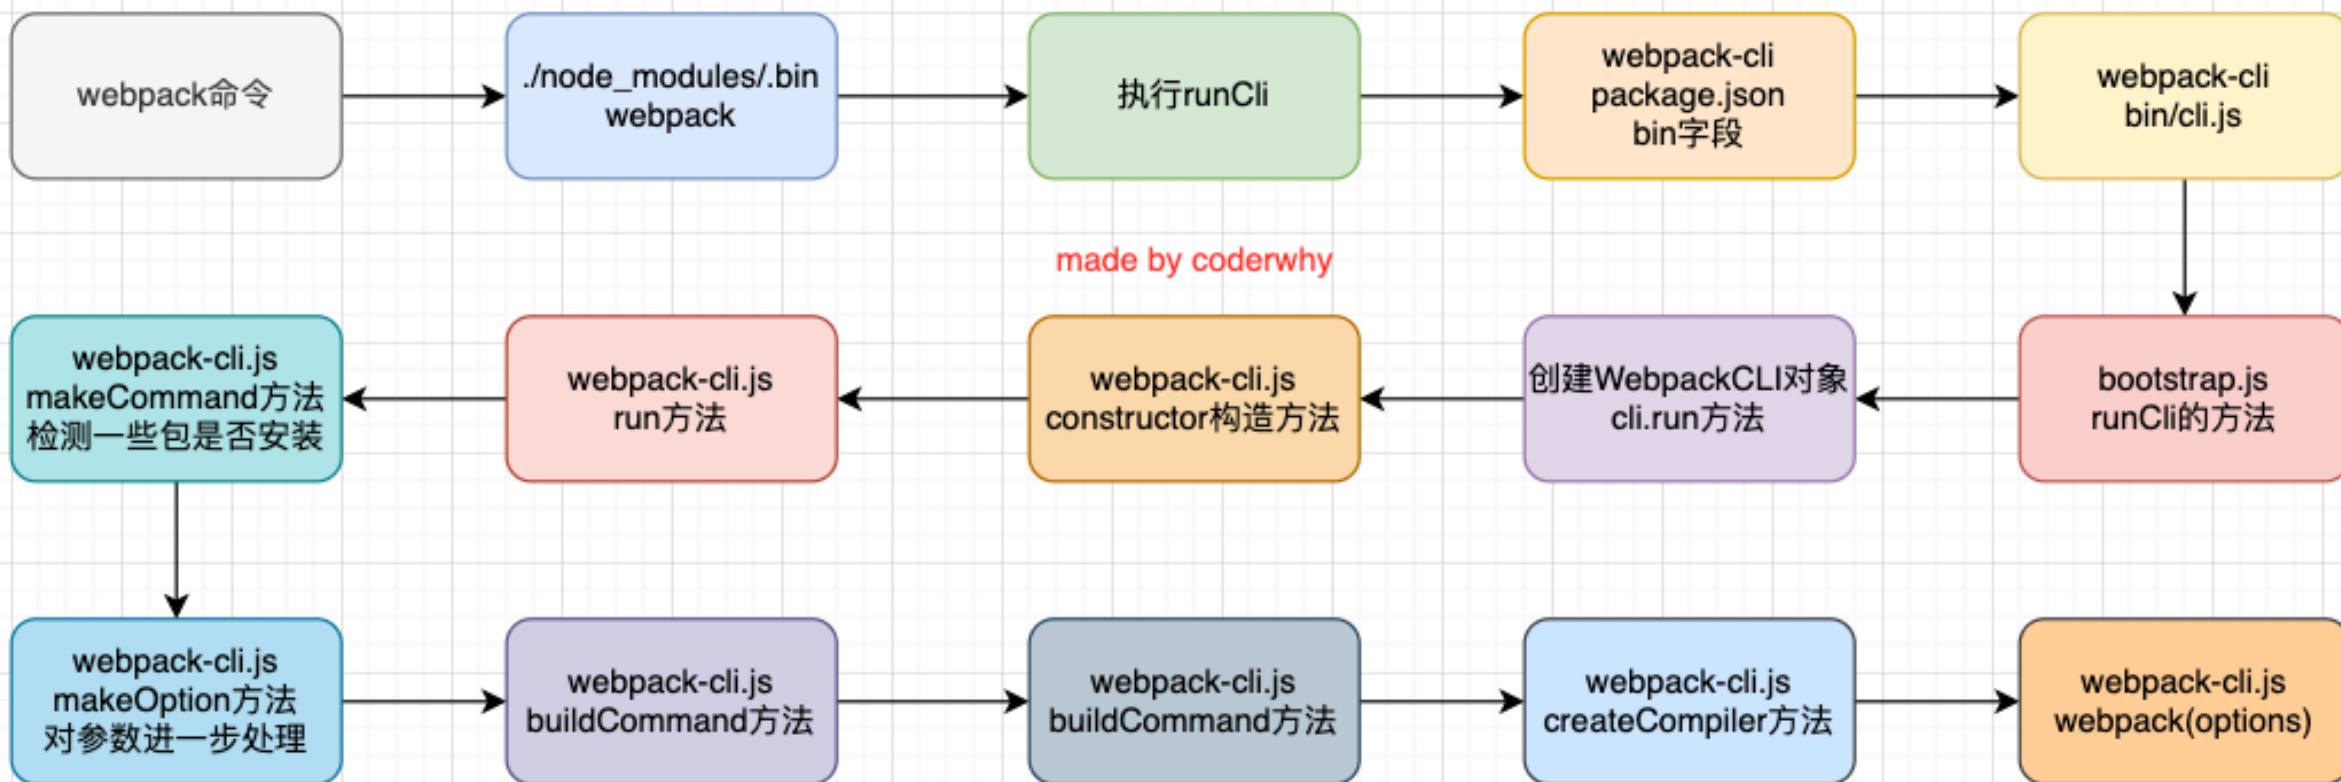 webpack命令
./node_modules/.bin
webpack
执行runCli
webpack-cli
package.json
bin字段
webpack-cli
bin/cli.js
made by coderwhy
webpack-cli.js
makeCommand方法
检测一些包是否安装
webpack-cli.js
run方法
webpack-cli.js
constructor构造方法
创建WebpackCLI对象
cli.run方法
bootstrap.js
runCli的方法
webpack-cli.js
makeOption方法
对参数进一步处理
webpack-cli.js
buildCommand方法
webpack-cli.js
buildCommand方法
webpack-cli.js
createCompiler方法
webpack-cli.js
webpack(options)